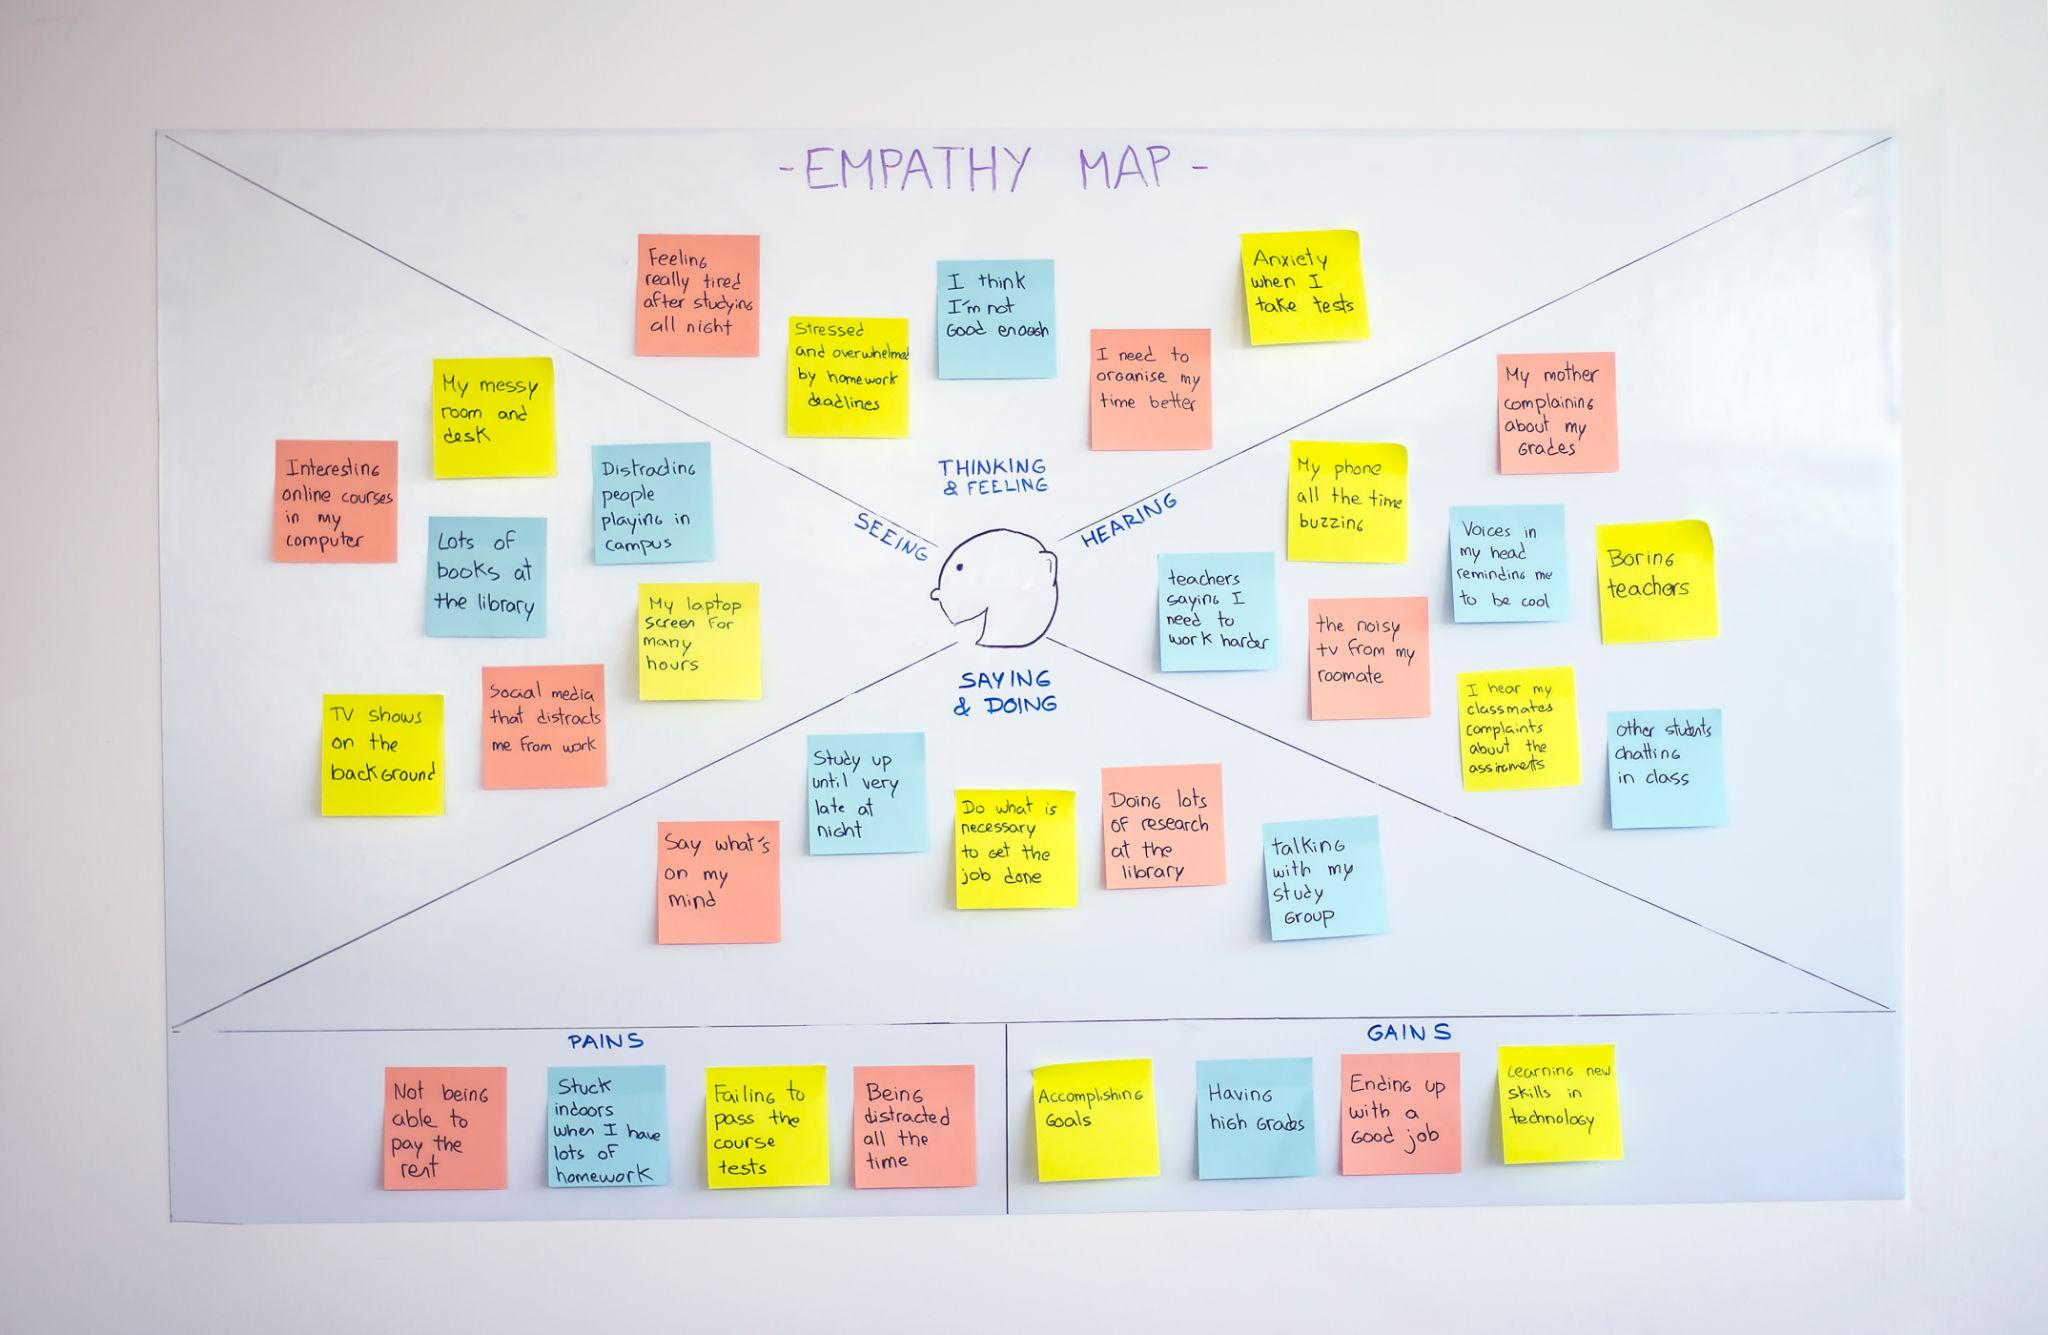 - EMPATHY MAP -
Feeling
really tired
after studying
all night
Stressed
and overwhelmed
by homework
deadlines
I think
I'm not
Good enough
I need to
organise my
time better
Anxiety
when I
take tests
THINKING
& FEELING
SEEING
My messy
room and
desk
Interesting
online courses
in my
computer
Distracting
people
playing in
campus
Lots of
books at
the library
My laptop
screen for
many
hours
Social media
that distracts
me from work
TV shows
on the
background
HEARING
My mother
complaining
about my
grades
My phone
all the time
buzzing
Voices in
my head
reminding me
to be cool
Boring
teachers
teachers
saying I
need to
work harder
the noisy
tv from my
roomate
I hear my
classmates
complaints
about the
other students
chatting
in class
SAYING
& DOING
Say what's
on my
mind
Study up
until very
late at
night
Do what is
necessary
to get the
job done
Doing lots
of research
at the
library
talking
with my
study
group
PAINS
Not being
able to
pay the
rent
Stuck
indoors
when I have
lots of
homework
Failing to
pass the
course
tests
Being
distracted
all the
time
GAINS
Accomplishing
Goals
Having
high Grades
Ending up
with a
Good job
Learning new
skills in
technology